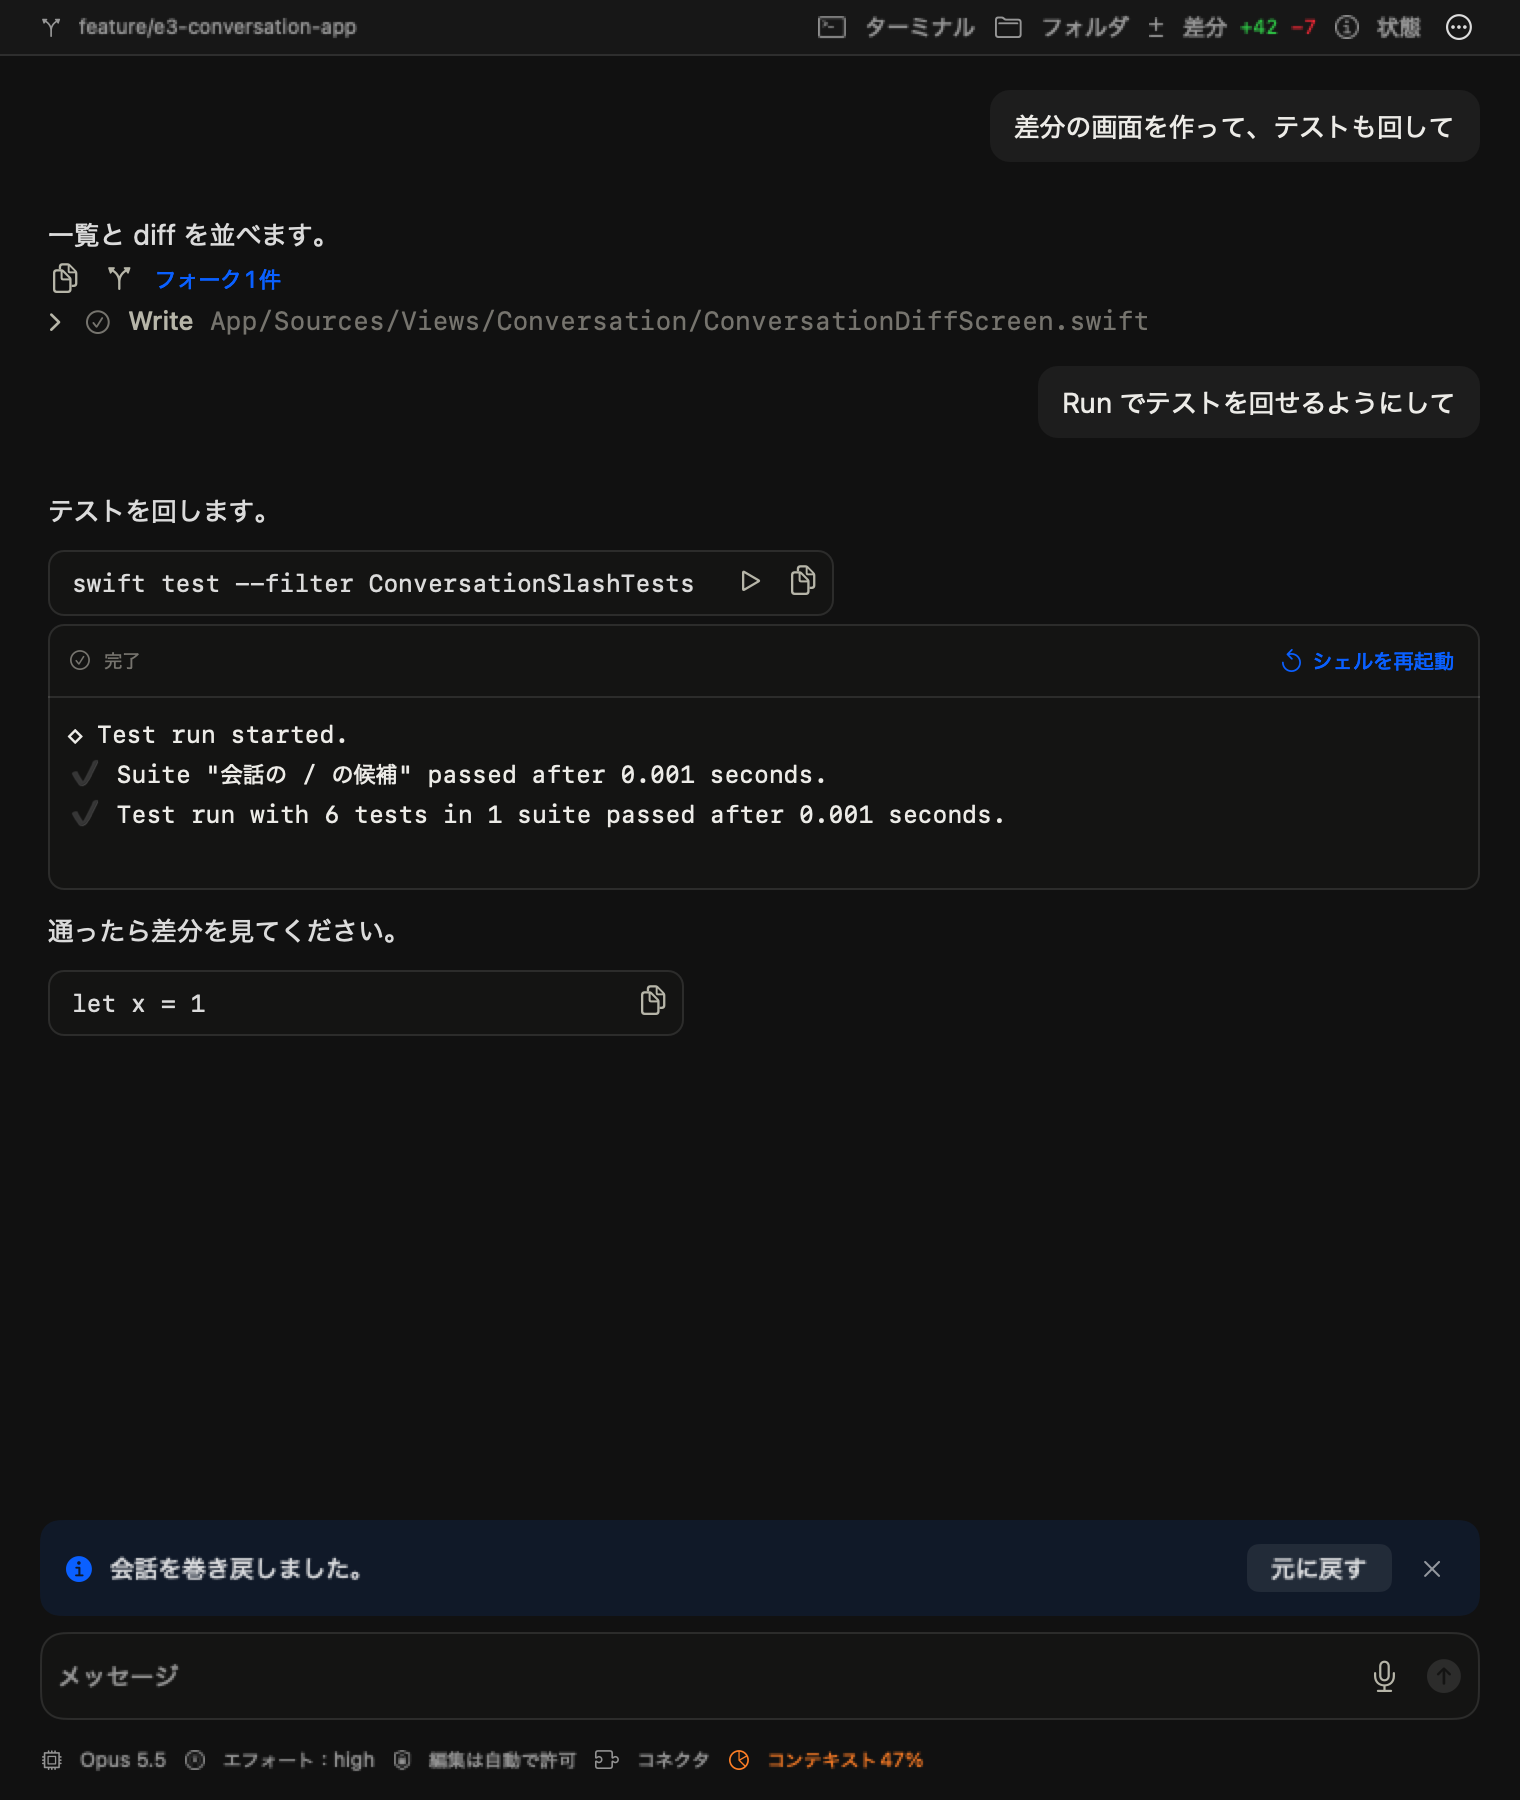 feature/e3-conversation-app
ターミナル フォルダ ± 差分 +42 −7 状態
差分の画面を作って、テストも回して
一覧と diff を並べます。
フォーク1件
Write App/Sources/Views/Conversation/ConversationDiffScreen.swift
Run でテストを回せるようにして
テストを回します。
swift test --filter ConversationSlashTests
完了 シェルを再起動
◇ Test run started.
✔ Suite "会話の / の候補" passed after 0.001 seconds.
✔ Test run with 6 tests in 1 suite passed after 0.001 seconds.
通ったら差分を見てください。
let x = 1
会話を巻き戻しました。 元に戻す
メッセージ
Opus 5.5 エフォート：high 編集は自動で許可 コネクタ コンテキスト 47%